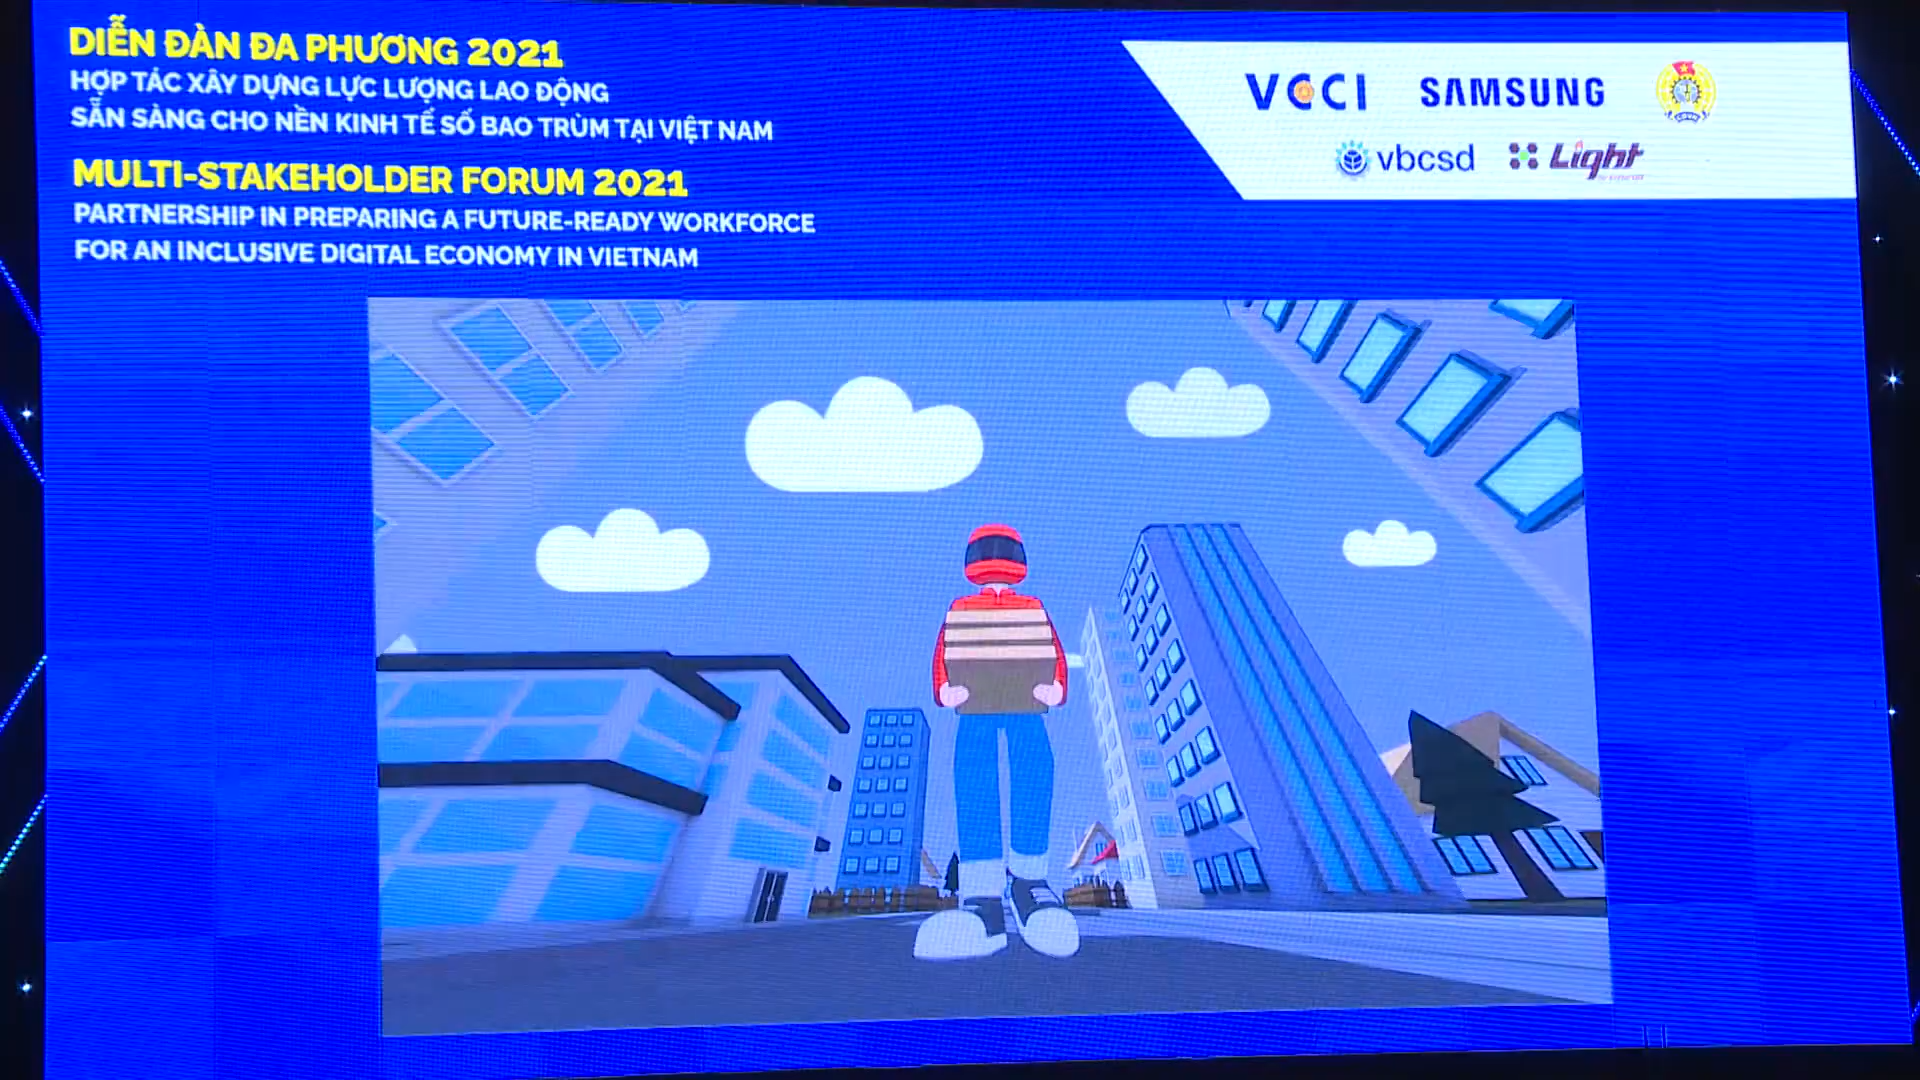 DIỄN ĐÀN ĐA PHƯƠNG 2021
HỢP TÁC XÂY DỰNG LỰC LƯỢNG LAO ĐỘNG
SẴN SÀNG CHO NỀN KINH TẾ SỐ BAO TRÙM TẠI VIỆT NAM
MULTI-STAKEHOLDER FORUM 2021
PARTNERSHIP IN PREPARING A FUTURE-READY WORKFORCE
FOR AN INCLUSIVE DIGITAL ECONOMY IN VIETNAM
VCCI SAMSUNG
vbcsd Light